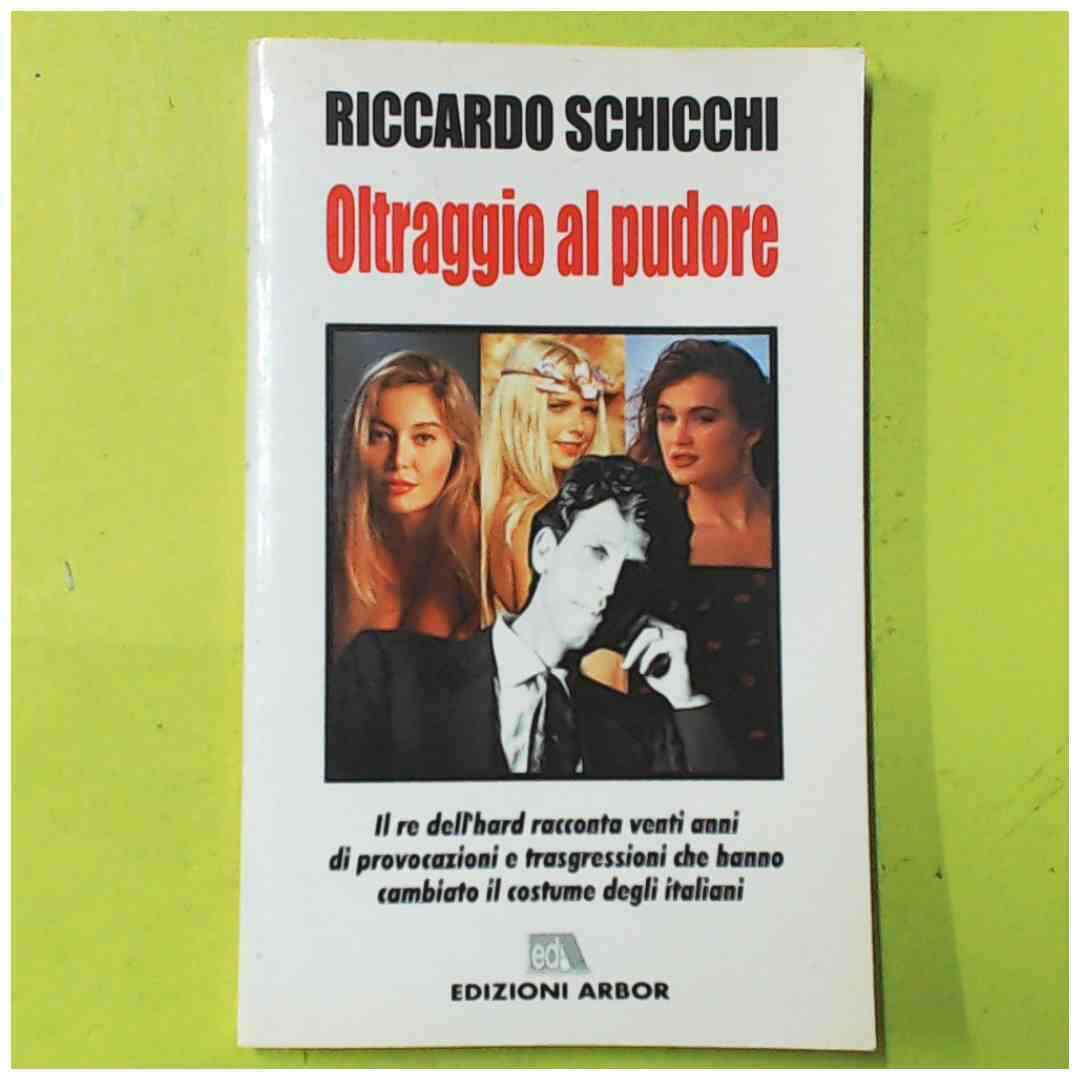 RICCARDO SCHICCHI
Oltraggio al pudore
Il re dell'hard racconta venti anni
di provocazioni e trasgressioni che hanno
cambiato il costume degli italiani
ed
EDIZIONI ARBOR